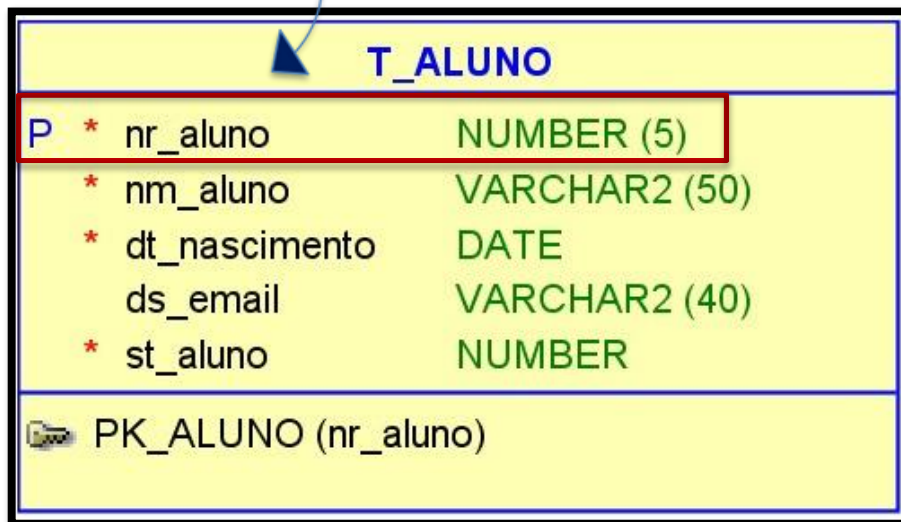 T_ALUNO
P * nr_aluno NUMBER (5)
* nm_aluno VARCHAR2 (50)
* dt_nascimento DATE
ds_email VARCHAR2 (40)
* st_aluno NUMBER
PK_ALUNO (nr_aluno)